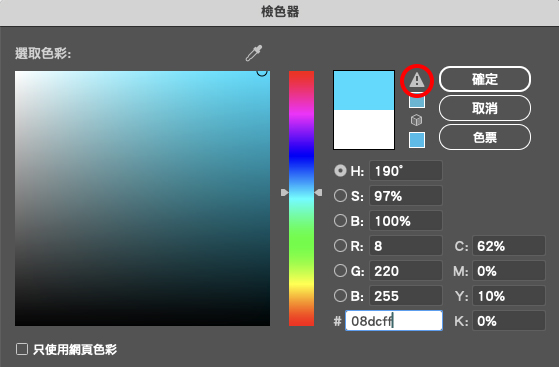 檢色器
選取色彩:
確定
取消
色票
H: 190°
S: 97%
B: 100%
R: 8 C: 62%
G: 220 M: 0%
B: 255 Y: 10%
# 08dcff K: 0%
只使用網頁色彩